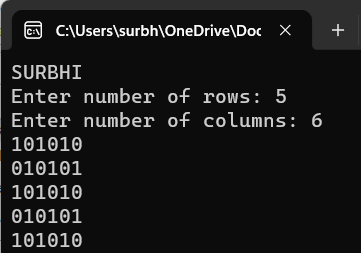 C:\Users\surbh\OneDrive\Doc
SURBHI
Enter number of rows: 5
Enter number of columns: 6
101010
010101
101010
010101
101010